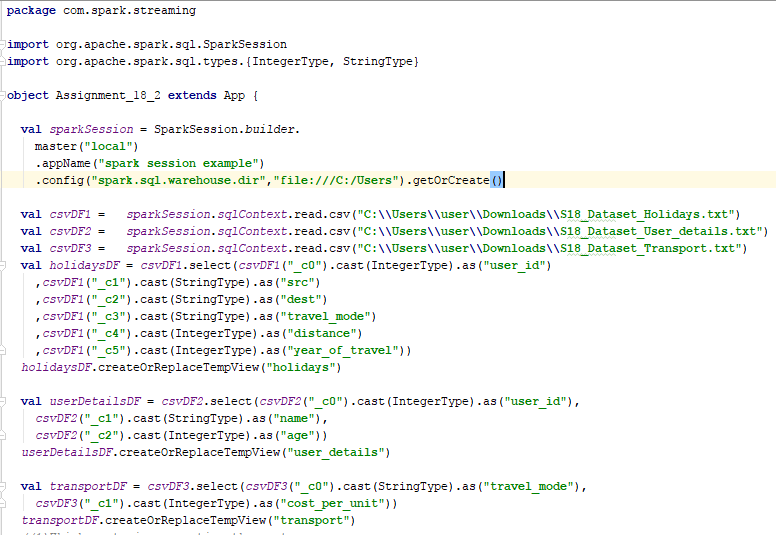 package com.spark.streaming
import org.apache.spark.sql.SparkSession
import org.apache.spark.sql.types.{IntegerType, StringType}
object Assignment_18_2 extends App {
val sparkSession = SparkSession.builder.
master("local")
.appName("spark session example")
.config("spark.sql.warehouse.dir","file:///C:/Users").getOrCreate()
val csvDF1 =   sparkSession.sqlContext.read.csv("C:\\Users\\user\\Downloads\\S18_Dataset_Holidays.txt")
val csvDF2 =   sparkSession.sqlContext.read.csv("C:\\Users\\user\\Downloads\\S18_Dataset_User_details.txt")
val csvDF3 =   sparkSession.sqlContext.read.csv("C:\\Users\\user\\Downloads\\S18_Dataset_Transport.txt")
val holidaysDF = csvDF1.select(csvDF1("_c0").cast(IntegerType).as("user_id")
,csvDF1("_c1").cast(StringType).as("src")
,csvDF1("_c2").cast(StringType).as("dest")
,csvDF1("_c3").cast(StringType).as("travel_mode")
,csvDF1("_c4").cast(IntegerType).as("distance")
,csvDF1("_c5").cast(IntegerType).as("year_of_travel"))
holidaysDF.createOrReplaceTempView("holidays")
val userDetailsDF = csvDF2.select(csvDF2("_c0").cast(IntegerType).as("user_id"),
csvDF2("_c1").cast(StringType).as("name"),
csvDF2("_c2").cast(IntegerType).as("age"))
userDetailsDF.createOrReplaceTempView("user_details")
val transportDF = csvDF3.select(csvDF3("_c0").cast(StringType).as("travel_mode"),
csvDF3("_c1").cast(IntegerType).as("cost_per_unit"))
transportDF.createOrReplaceTempView("transport")